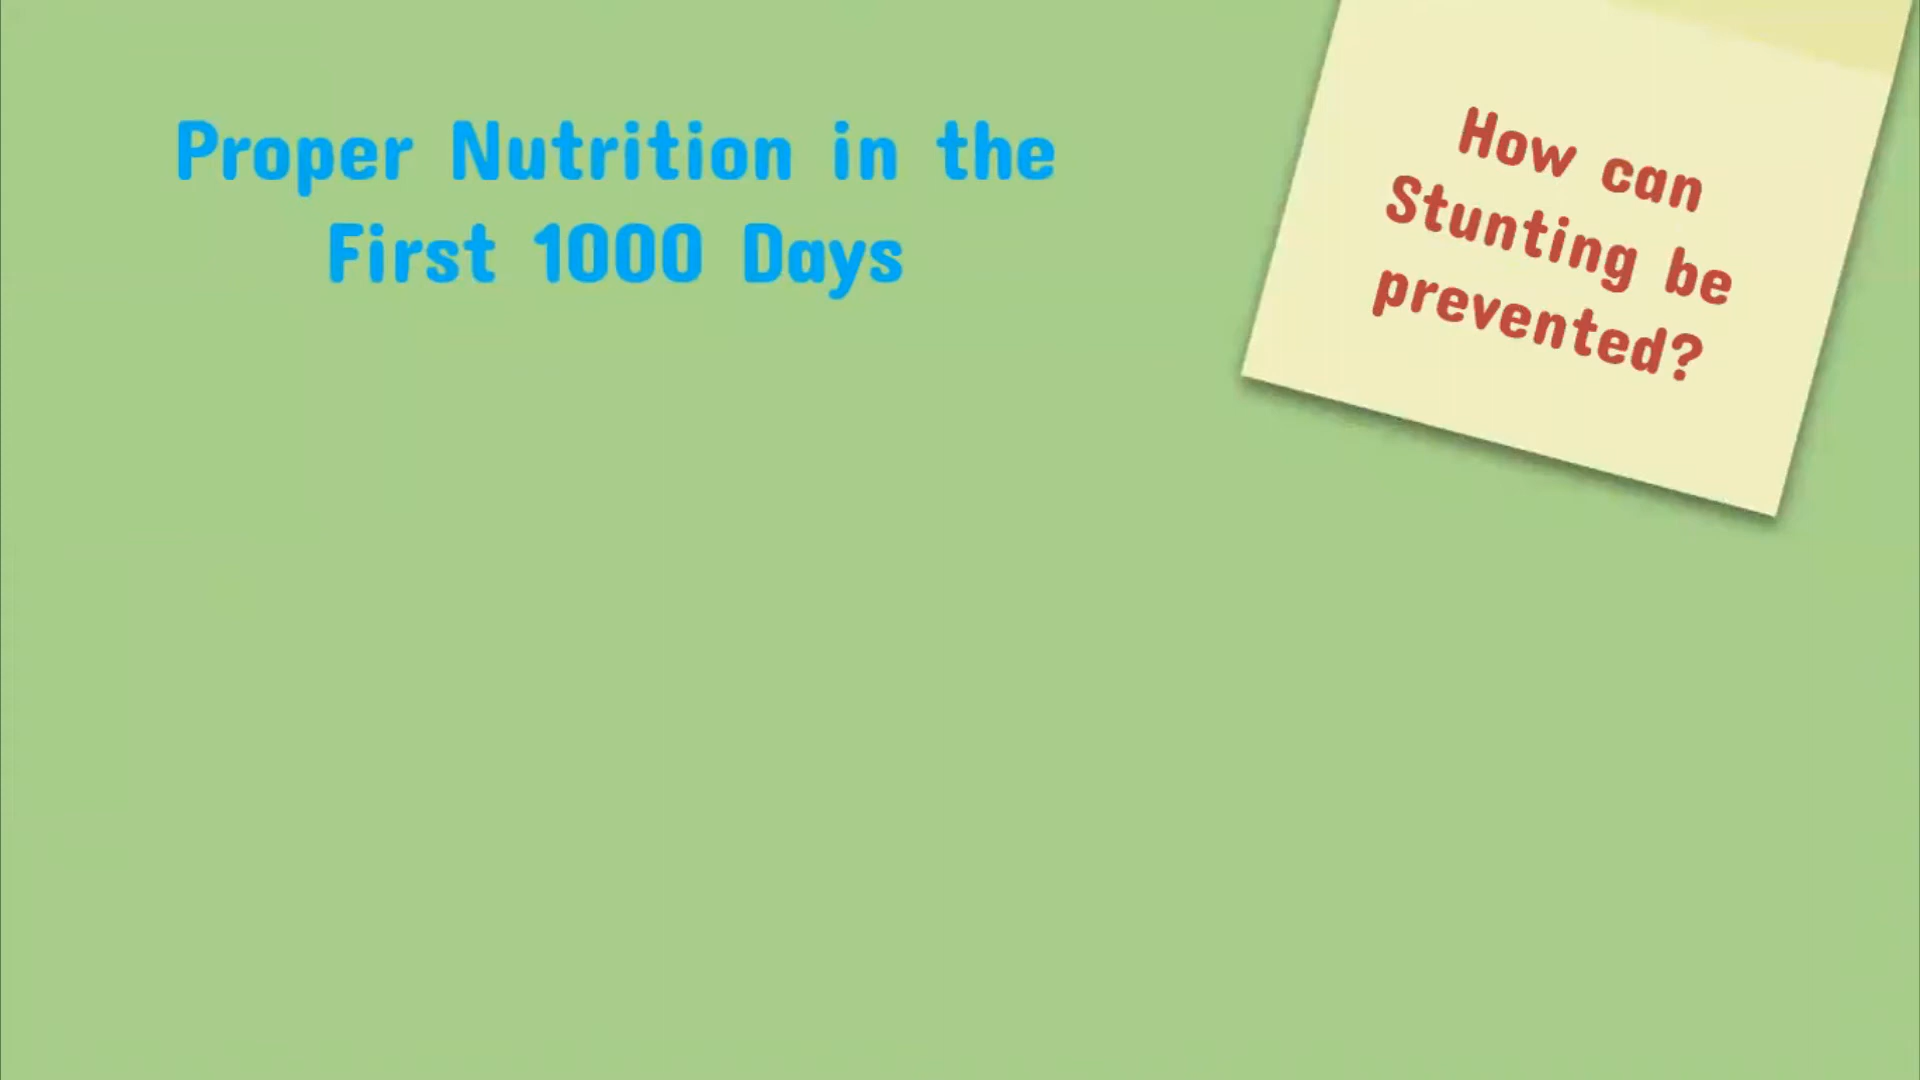 Proper Nutrition in the
First 1000 Days
How can
Stunting be
prevented?